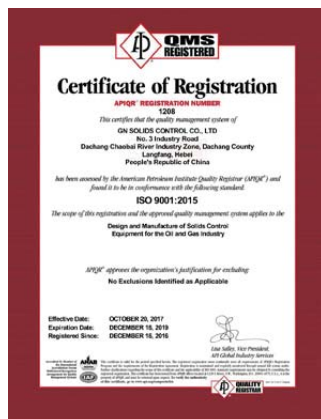 QMS
REGISTERED
Certificate of Registration
APIQR® REGISTRATION NUMBER
1208
This certifies that the quality management system of
GN SOLIDS CONTROL CO., LTD
No. 3 Industry Road
Dachang Chaobai River Industry Zone, Dachang County
Langfang, Hebei
People's Republic of China
has been assessed by the American Petroleum Institute Quality Registrar (APIQR®) and
found it to be in conformance with the following standard:
ISO 9001:2015
The scope of this registration and the approved quality management system applies to the
Design and Manufacture of Solids Control
Equipment for the Oil and Gas Industry
APIQR® approves the organization's justification for excluding:
No Exclusions Identified as Applicable
Effective Date: OCTOBER 20, 2017
Expiration Date:
Registered Since:
Lisa Salley, Vice President,
API Global Industry Services
QUALITY
REGISTRAR